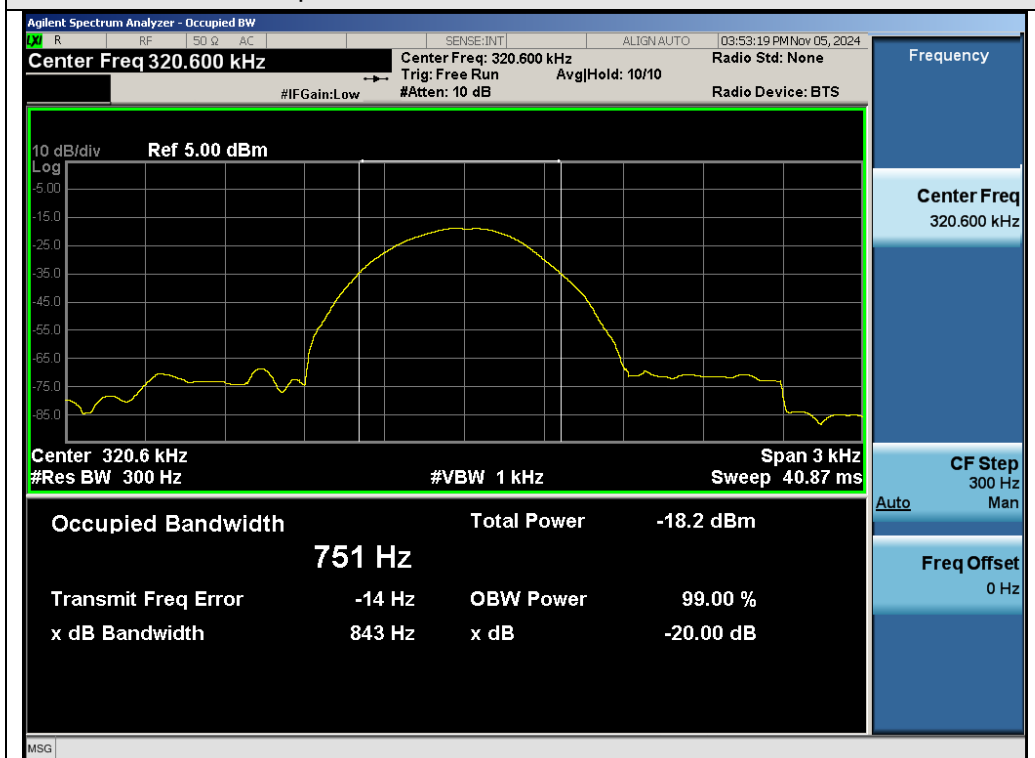 Agilent Spectrum Analyzer - Occupied BW
LXI R RF 50 Ω AC SENSE:INT ALIGN AUTO 03:53:19 PM Nov 05, 2024
Center Freq 320.600 kHz
Center Freq: 320.600 kHz
Radio Std: None
Trig: Free Run Avg|Hold: 10/10
#IFGain:Low
#Atten: 10 dB
Radio Device: BTS
Frequency
10 dB/div Ref 5.00 dBm
Log
-5.00
-15.0
-25.0
-35.0
-45.0
-55.0
-65.0
-75.0
-85.0
Center 320.6 kHz Span 3 kHz
#Res BW 300 Hz #VBW 1 kHz Sweep 40.87 ms
Occupied Bandwidth Total Power -18.2 dBm
751 Hz
Transmit Freq Error -14 Hz OBW Power 99.00 %
x dB Bandwidth 843 Hz x dB -20.00 dB
Center Freq
320.600 kHz
CF Step
300 Hz
Auto Man
Freq Offset
0 Hz
MSG